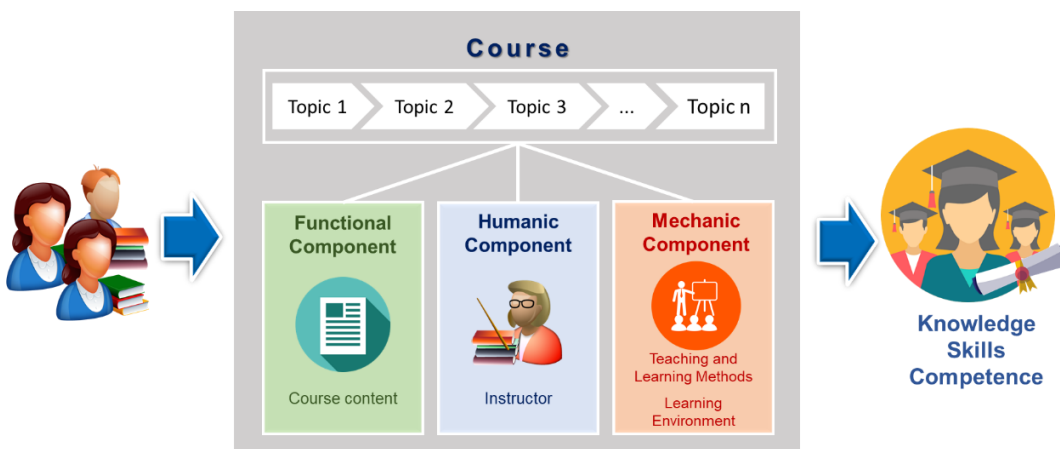 Course
Topic 1
Topic 2
Topic 3
...
Topic n
Functional
Component
Course content
Humanic
Component
Instructor
Mechanic
Component
Teaching and
Learning Methods
Learning
Environment
Knowledge
Skills
Competence